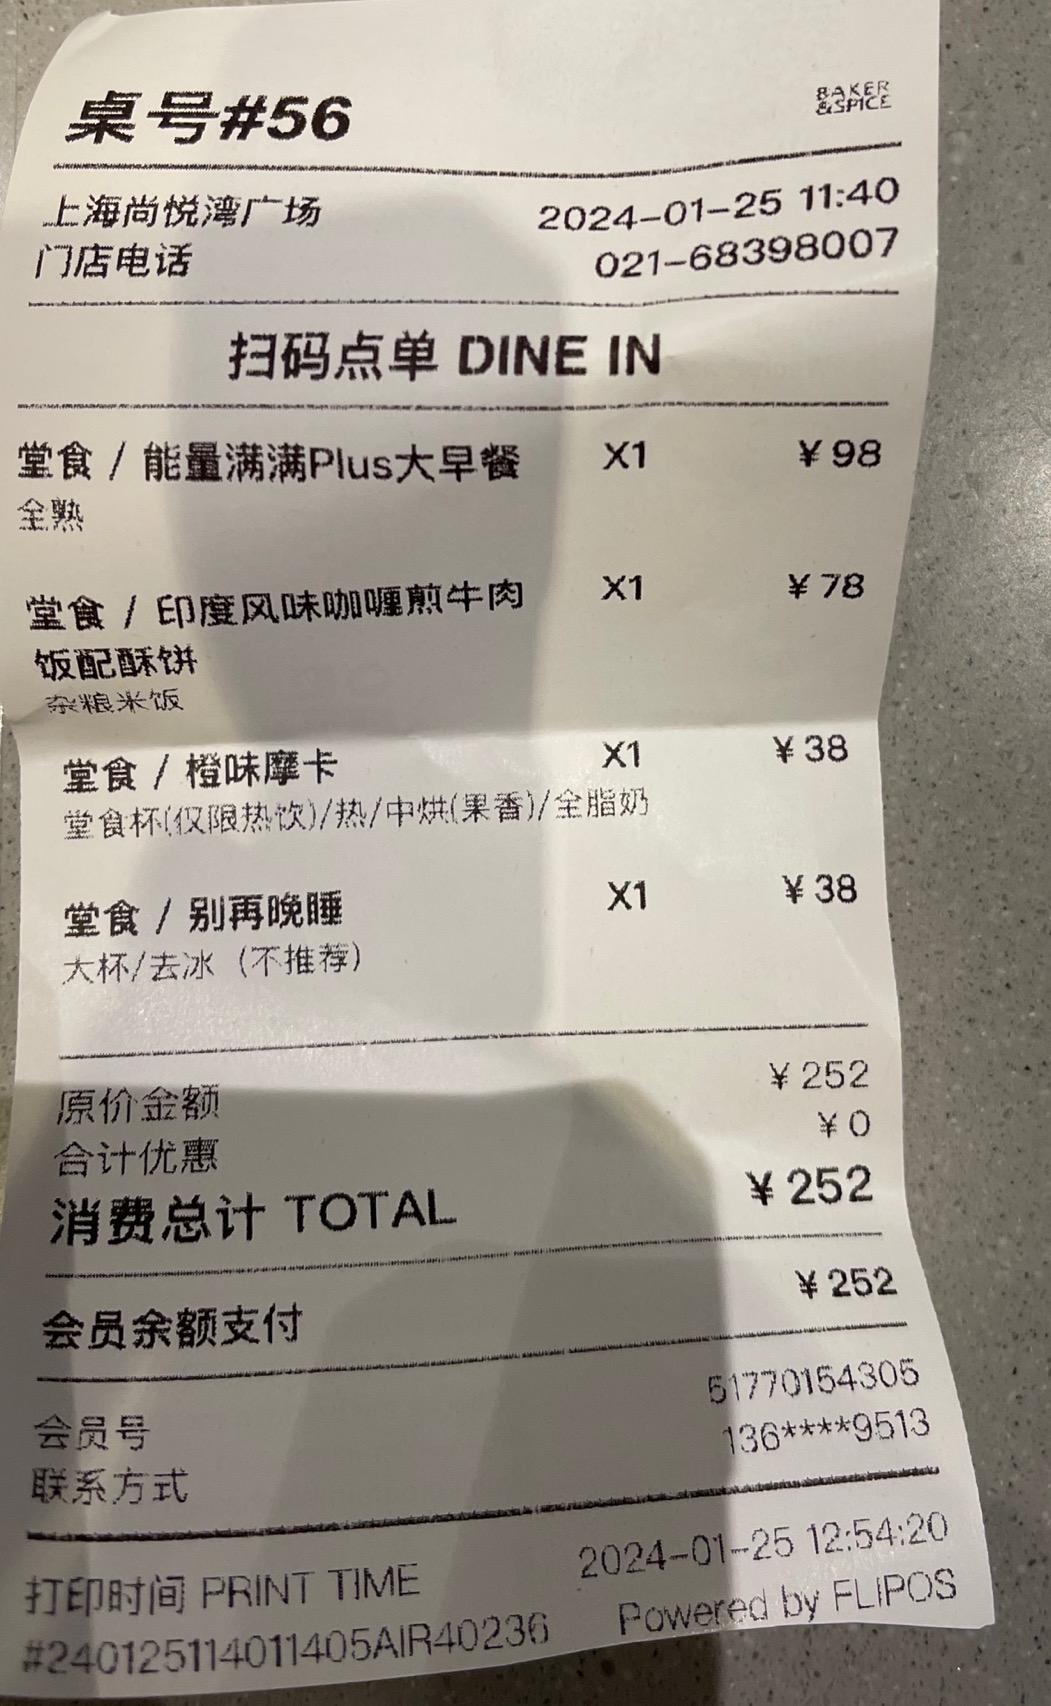 桌号#56
BAKER
&SPICE
上海尚悦湾广场 2024-01-25 11:40
门店电话 021-68398007
扫码点单 DINE IN
堂食 / 能量满满Plus大早餐 X1 ¥98
全熟
堂食 / 印度风味咖喱煎牛肉 X1 ¥78
饭配酥饼
杂粮米饭
堂食 / 橙味摩卡 X1 ¥38
堂食杯(仅限热饮)/热/中烘(果香)/全脂奶
堂食 / 别再晚睡 X1 ¥38
大杯/去冰（不推荐）
原价金额 ¥252
合计优惠 ¥0
消费总计 TOTAL ¥252
会员余额支付 ¥252
会员号 51770154305
联系方式 136****9513
打印时间 PRINT TIME 2024-01-25 12:54:20
#240125114011405AIR40236 Powered by FLIPOS